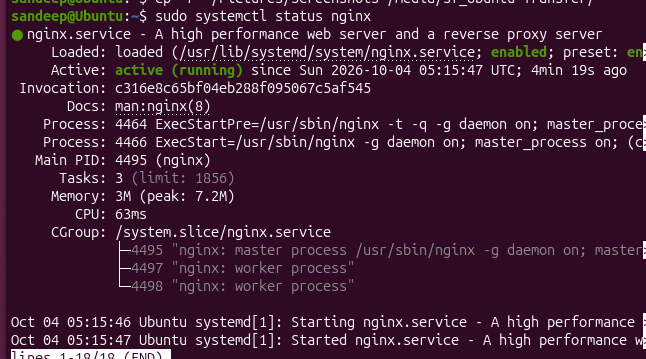 sandeep@Ubuntu:~$ sudo systemctl status nginx
● nginx.service - A high performance web server and a reverse proxy server
Loaded: loaded (/usr/lib/systemd/system/nginx.service; enabled; preset: en>
Active: active (running) since Sun 2026-10-04 05:15:47 UTC; 4min 19s ago
Invocation: c316e8c65bf04eb288f095067c5af545
Docs: man:nginx(8)
Process: 4464 ExecStartPre=/usr/sbin/nginx -t -q -g daemon on; master_proce>
Process: 4466 ExecStart=/usr/sbin/nginx -g daemon on; master_process on; (c>
Main PID: 4495 (nginx)
Tasks: 3 (limit: 1856)
Memory: 3M (peak: 7.2M)
CPU: 63ms
CGroup: /system.slice/nginx.service
├─4495 "nginx: master process /usr/sbin/nginx -g daemon on; master>
├─4497 "nginx: worker process"
└─4498 "nginx: worker process"
Oct 04 05:15:46 Ubuntu systemd[1]: Starting nginx.service - A high performance >
Oct 04 05:15:47 Ubuntu systemd[1]: Started nginx.service - A high performance w>
lines 1-18/18 (END)